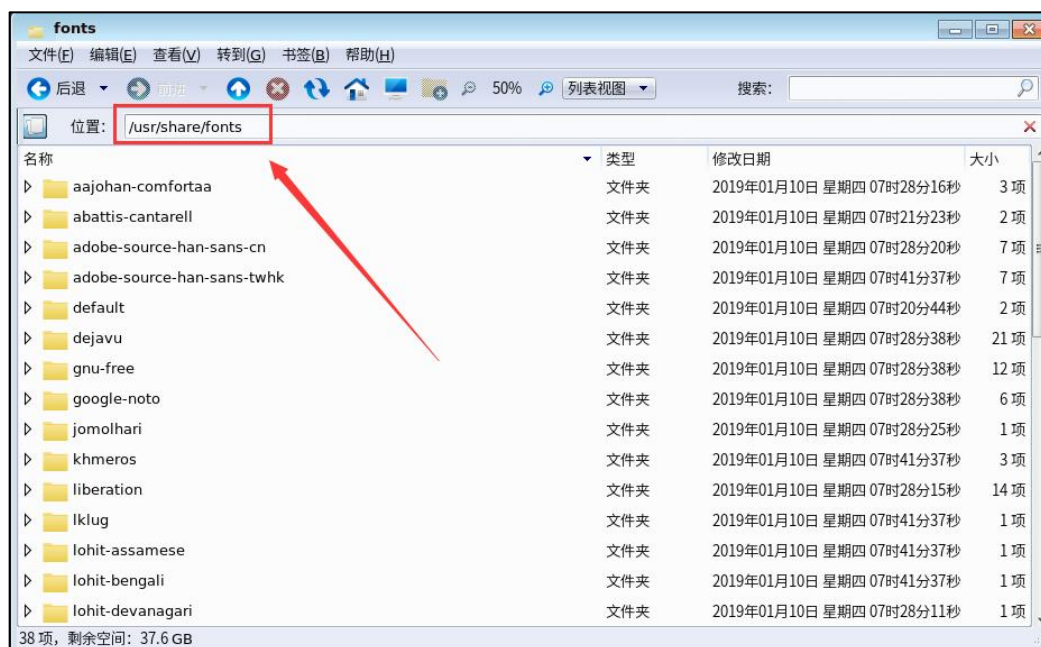 fonts
文件(F) 编辑(E) 查看(V) 转到(G) 书签(B) 帮助(H)
后退 前进 50% 列表视图 搜索:
位置: /usr/share/fonts
名称 类型 修改日期 大小
aajohan-comfortaa 文件夹 2019年01月10日 星期四 07时28分16秒 3 项
abattis-cantarell 文件夹 2019年01月10日 星期四 07时21分23秒 2 项
adobe-source-han-sans-cn 文件夹 2019年01月10日 星期四 07时28分20秒 7 项
adobe-source-han-sans-twhk 文件夹 2019年01月10日 星期四 07时41分37秒 7 项
default 文件夹 2019年01月10日 星期四 07时20分44秒 2 项
dejavu 文件夹 2019年01月10日 星期四 07时28分38秒 21 项
gnu-free 文件夹 2019年01月10日 星期四 07时28分38秒 12 项
google-noto 文件夹 2019年01月10日 星期四 07时28分38秒 6 项
jomolhari 文件夹 2019年01月10日 星期四 07时28分25秒 1 项
khmeros 文件夹 2019年01月10日 星期四 07时41分37秒 3 项
liberation 文件夹 2019年01月10日 星期四 07时28分15秒 14 项
lklug 文件夹 2019年01月10日 星期四 07时41分37秒 1 项
lohit-assamese 文件夹 2019年01月10日 星期四 07时41分37秒 1 项
lohit-bengali 文件夹 2019年01月10日 星期四 07时41分37秒 1 项
lohit-devanagari 文件夹 2019年01月10日 星期四 07时28分11秒 1 项
38 项，剩余空间：37.6 GB